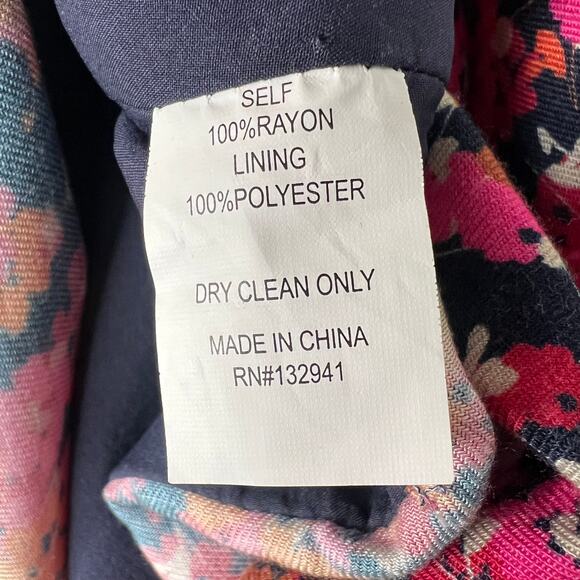 SELF
100%RAYON
LINING
100%POLYESTER
DRY CLEAN ONLY
MADE IN CHINA
RN#132941